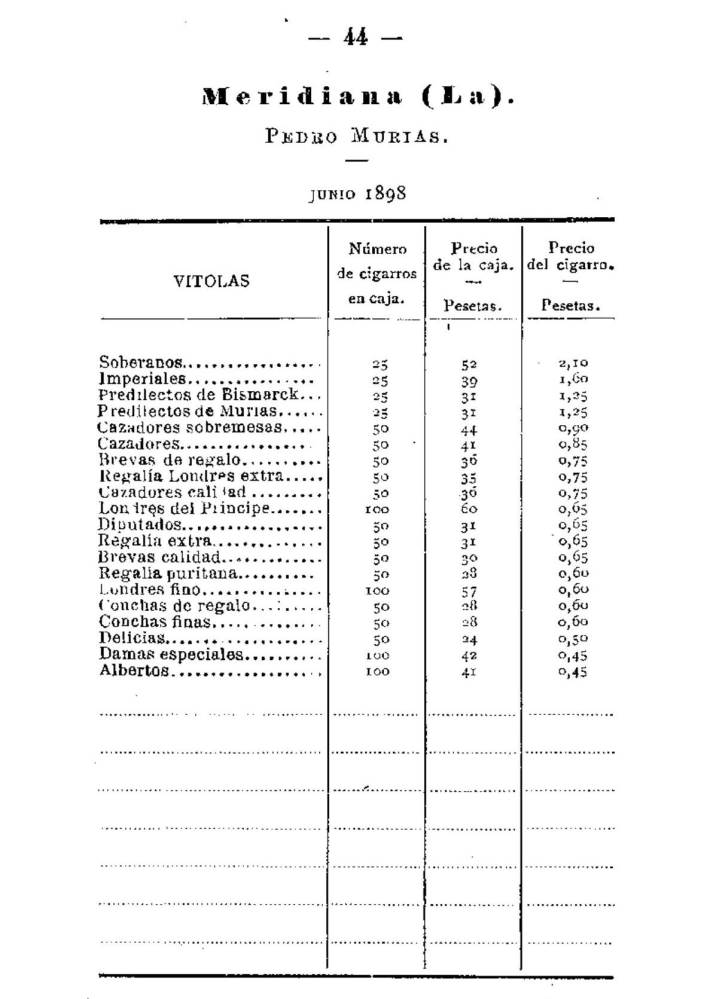 — 44 —
Meridiana (La).
PEDRO MURIAS.
JUNIO 1898
VITOLAS
Número de cigarros en caja.
Precio de la caja. — Pesetas.
Precio del cigarro. — Pesetas.
Soberanos.................. 25 52 2,10
Imperiales................ 25 39 1,60
Predilectos de Bismarck... 25 31 1,25
Predilectos de Murias...... 25 31 1,25
Cazadores sobremesas..... 50 44 0,90
Cazadores................. 50 41 0,85
Brevas de regalo.......... 50 36 0,75
Regalía Londres extra..... 50 35 0,75
Cazadores calidad ......... 50 36 0,75
Londres del Principe....... 100 60 0,65
Diputados................... 50 31 0,65
Regalía extra............... 50 31 0,65
Brevas calidad............. 50 30 0,65
Regalia puritana.......... 50 28 0,60
Londres fino................ 100 57 0,60
Conchas de regalo......... 50 28 0,60
Conchas finas.............. 50 28 0,60
Delicias..................... 50 24 0,50
Damas especiales.......... 100 42 0,45
Albertos.................... 100 41 0,45